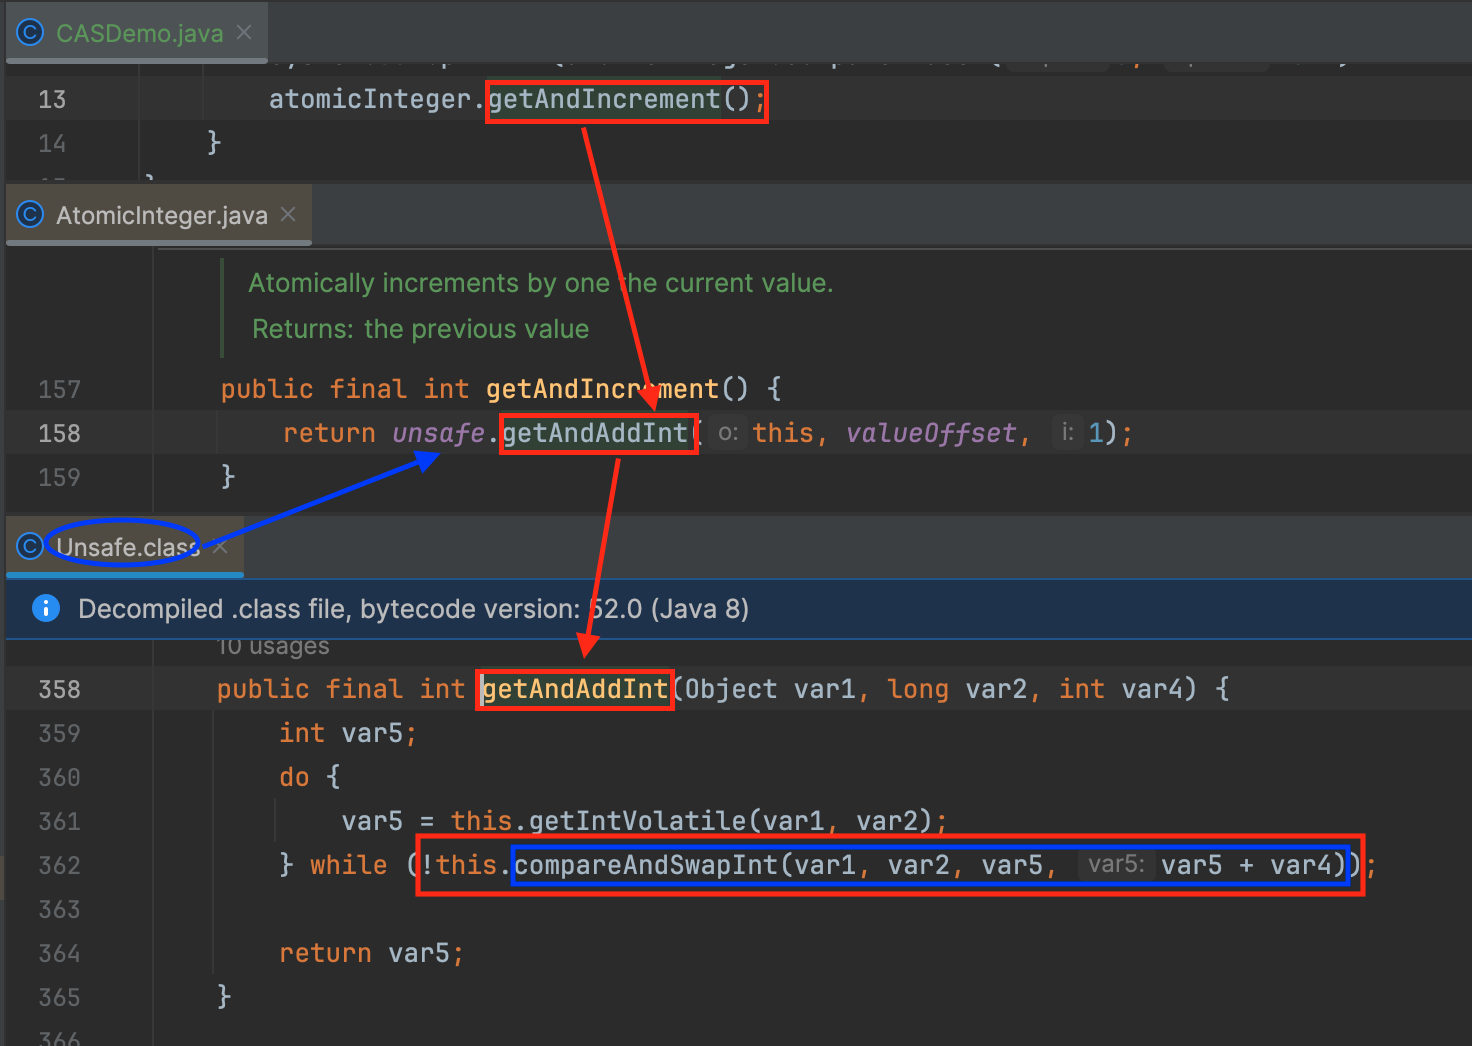 CASDemo.java
13 atomicInteger.getAndIncrement();
14 }
AtomicInteger.java
Atomically increments by one the current value.
Returns: the previous value
157 public final int getAndIncrement() {
158 return unsafe.getAndAddInt( o: this, valueOffset, i: 1);
159 }
Unsafe.class
Decompiled .class file, bytecode version: 52.0 (Java 8)
10 usages
358 public final int getAndAddInt(Object var1, long var2, int var4) {
359 int var5;
360 do {
361 var5 = this.getIntVolatile(var1, var2);
362 } while (!this.compareAndSwapInt(var1, var2, var5, var5: var5 + var4));
363
364 return var5;
365 }
366